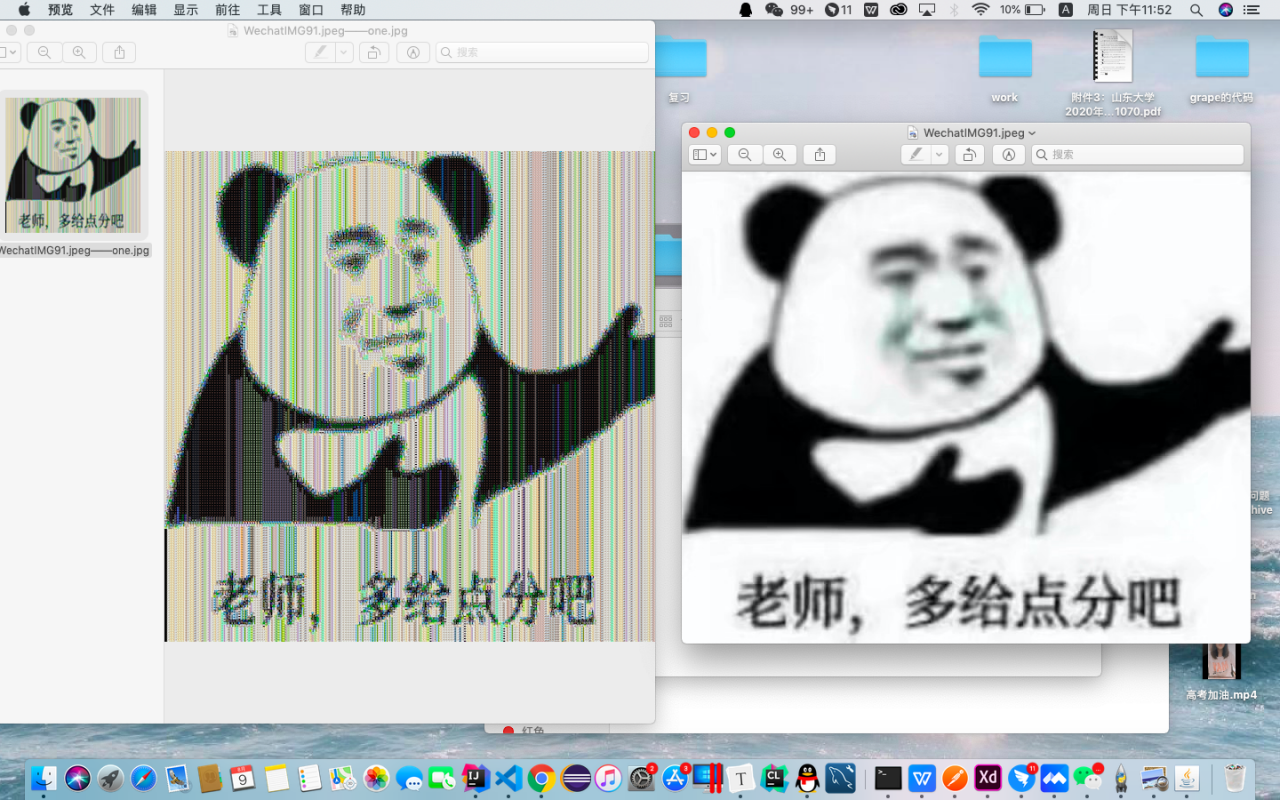 预览 文件 编辑 显示 前往 工具 窗口 帮助
99+ 11 10% A 周日 下午11:52
WechatIMG91.jpeg——one.jpg
搜索
WechatIMG91.jpeg——one.jpg
老师，多给点分吧
老师，多给点分吧
复习
work
附件3：山东大学
2020年...1070.pdf
grape的代码
WechatIMG91.jpeg
搜索
老师，多给点分吧
问题
hive
高考加油.mp4
红色
9
2
3
T
CL
Xd
11